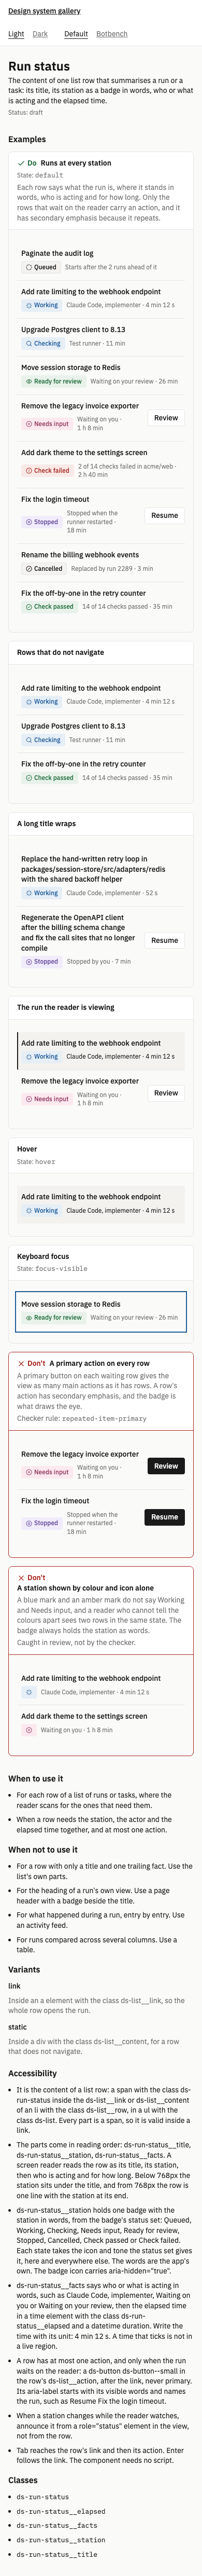 Design system gallery
Light Dark Default Botbench
Run status
The content of one list row that summarises a run or a
task: its title, its station as a badge in words, who or what
is acting and the elapsed time.
Status: draft
Examples
Do Runs at every station
State: default
Each row says what the run is, where it stands in
words, who is acting and for how long. Only the
rows that wait on the reader carry an action, and it
has secondary emphasis because it repeats.
Paginate the audit log
Queued Starts after the 2 runs ahead of it
Add rate limiting to the webhook endpoint
Working Claude Code, implementer · 4 min 12 s
Upgrade Postgres client to 8.13
Checking Test runner · 11 min
Move session storage to Redis
Ready for review Waiting on your review · 26 min
Remove the legacy invoice exporter
Needs input Waiting on you ·
1 h 8 min
Review
Add dark theme to the settings screen
Check failed 2 of 14 checks failed in acme/web ·
2 h 40 min
Fix the login timeout
Stopped Stopped when the
runner restarted ·
18 min
Resume
Rename the billing webhook events
Cancelled Replaced by run 2289 · 3 min
Fix the off-by-one in the retry counter
Check passed 14 of 14 checks passed · 35 min
Rows that do not navigate
Add rate limiting to the webhook endpoint
Working Claude Code, implementer · 4 min 12 s
Upgrade Postgres client to 8.13
Checking Test runner · 11 min
Fix the off-by-one in the retry counter
Check passed 14 of 14 checks passed · 35 min
A long title wraps
Replace the hand-written retry loop in
packages/session-store/src/adapters/redis
with the shared backoff helper
Working Claude Code, implementer · 52 s
Regenerate the OpenAPI client
after the billing schema change
and fix the call sites that no longer
compile
Stopped Stopped by you · 7 min
Resume
The run the reader is viewing
Add rate limiting to the webhook endpoint
Working Claude Code, implementer · 4 min 12 s
Remove the legacy invoice exporter
Needs input Waiting on you ·
1 h 8 min
Review
Hover
State: hover
Add rate limiting to the webhook endpoint
Working Claude Code, implementer · 4 min 12 s
Keyboard focus
State: focus-visible
Move session storage to Redis
Ready for review Waiting on your review · 26 min
Don't A primary action on every row
A primary button on each waiting row gives the
view as many main actions as it has rows. A row's
action has secondary emphasis, and the badge is
what draws the eye.
Checker rule: repeated-item-primary
Remove the legacy invoice exporter
Needs input Waiting on you ·
1 h 8 min
Review
Fix the login timeout
Stopped Stopped when the
runner restarted ·
18 min
Resume
Don't
A station shown by colour and icon alone
A blue mark and an amber mark do not say Working
and Needs input, and a reader who cannot tell the
colours apart sees two rows in the same state. The
badge always holds the station as words.
Caught in review, not by the checker.
Add rate limiting to the webhook endpoint
Claude Code, implementer · 4 min 12 s
Add dark theme to the settings screen
Waiting on you · 1 h 8 min
When to use it
For each row of a list of runs or tasks, where the
reader scans for the ones that need them.
When a row needs the station, the actor and the
elapsed time together, and at most one action.
When not to use it
For a row with only a title and one trailing fact. Use the
list's own parts.
For the heading of a run's own view. Use a page
header with a badge beside the title.
For what happened during a run, entry by entry. Use
an activity feed.
For runs compared across several columns. Use a
table.
Variants
link
Inside an a element with the class ds-list__link, so the
whole row opens the run.
static
Inside a div with the class ds-list__content, for a row
that does not navigate.
Accessibility
It is the content of a list row: a span with the class ds-
run-status inside the ds-list__link or ds-list__content
of an li with the class ds-list__row, in a ul with the
class ds-list. Every part is a span, so it is valid inside a
link.
The parts come in reading order: ds-run-status__title,
ds-run-status__station, ds-run-status__facts. A
screen reader reads the row as its title, its station,
then who is acting and for how long. Below 768px the
station sits under the title, and from 768px the row is
one line with the station at its end.
ds-run-status__station holds one badge with the
station in words, from the badge's status set: Queued,
Working, Checking, Needs input, Ready for review,
Stopped, Cancelled, Check passed or Check failed.
Each state takes the icon and tone the status set gives
it, here and everywhere else. The words are the app's
own. The badge icon carries aria-hidden="true".
ds-run-status__facts says who or what is acting in
words, such as Claude Code, implementer, Waiting on
you or Waiting on your review, then the elapsed time
in a time element with the class ds-run-
status__elapsed and a datetime duration. Write the
time with its unit: 4 min 12 s. A time that ticks is not in
a live region.
A row has at most one action, and only when the run
waits on the reader: a ds-button ds-button--small in
the row's ds-list__action, after the link, never primary.
Its aria-label starts with its visible words and names
the run, such as Resume Fix the login timeout.
When a station changes while the reader watches,
announce it from a role="status" element in the view,
not from the row.
Tab reaches the row's link and then its action. Enter
follows the link. The component needs no script.
Classes
ds-run-status
ds-run-status__elapsed
ds-run-status__facts
ds-run-status__station
ds-run-status__title